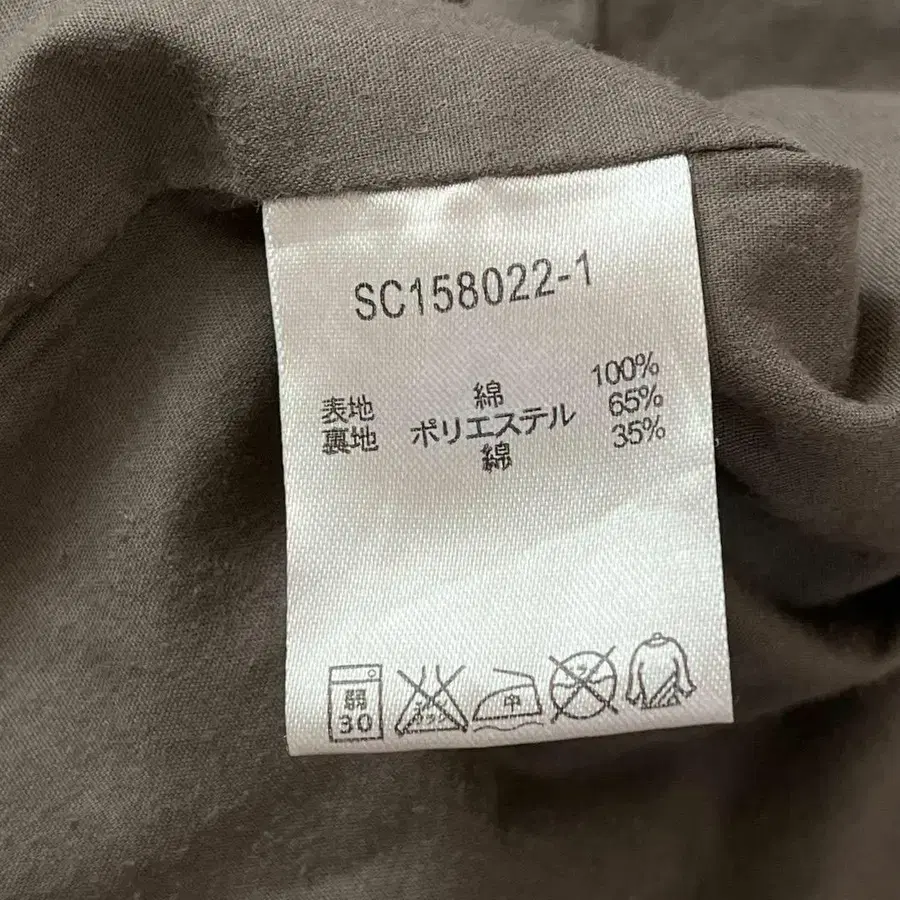 SC158022-1
表地 綿 100%
裏地 ポリエステル 65%
綿 35%
弱
30
中